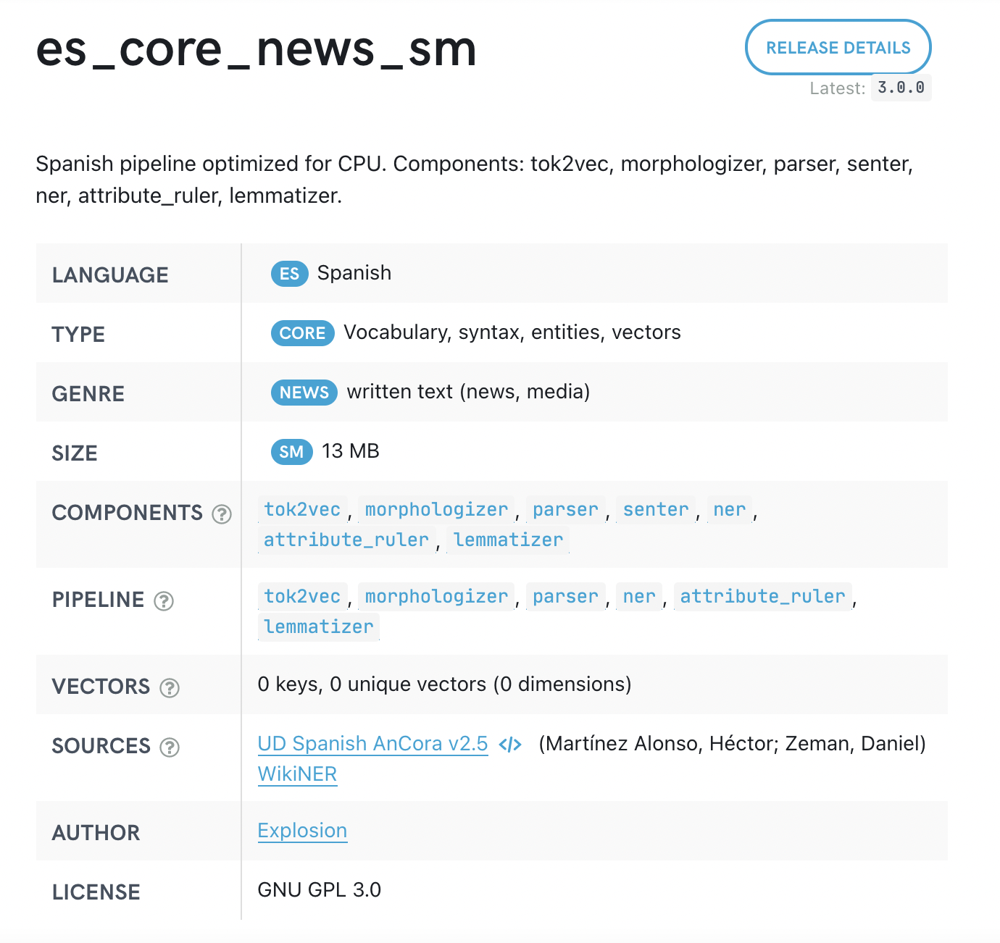 es_core_news_sm
RELEASE DETAILS
Latest: 3.0.0
Spanish pipeline optimized for CPU. Components: tok2vec, morphologizer, parser, senter,
ner, attribute_ruler, lemmatizer.
LANGUAGE ES Spanish
TYPE CORE Vocabulary, syntax, entities, vectors
GENRE NEWS written text (news, media)
SIZE SM 13 MB
COMPONENTS ? tok2vec, morphologizer, parser, senter, ner,
attribute_ruler, lemmatizer
PIPELINE ? tok2vec, morphologizer, parser, ner, attribute_ruler,
lemmatizer
VECTORS ? 0 keys, 0 unique vectors (0 dimensions)
SOURCES ? UD Spanish AnCora v2.5 </> (Martínez Alonso, Héctor; Zeman, Daniel)
WikiNER
AUTHOR Explosion
LICENSE GNU GPL 3.0